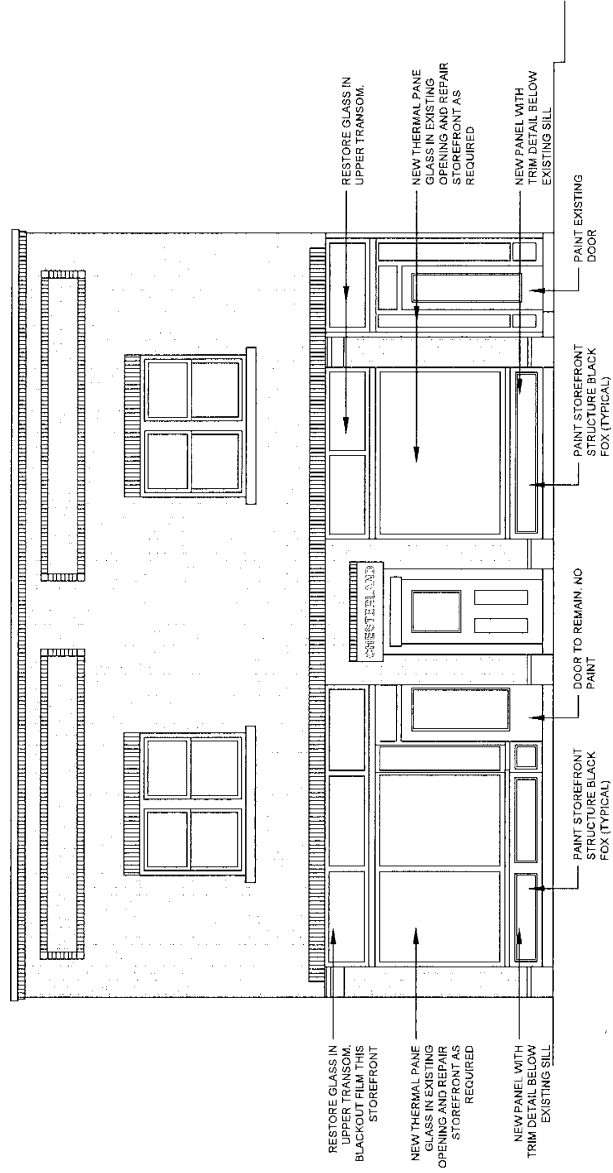 RESTORE GLASS IN
UPPER TRANSOM.
BLACKOUT FILM THIS
STOREFRONT
NEW THERMAL PANE
GLASS IN EXISTING
OPENING AND REPAIR
STOREFRONT AS
REQUIRED
NEW PANEL WITH
TRIM DETAIL BELOW
EXISTING SILL
PAINT STOREFRONT
STRUCTURE BLACK
FOX (TYPICAL)
DOOR TO REMAIN. NO
PAINT
CHESTERLAND
PAINT STOREFRONT
STRUCTURE BLACK
FOX (TYPICAL)
PAINT EXISTING
DOOR
RESTORE GLASS IN
UPPER TRANSOM.
NEW THERMAL PANE
GLASS IN EXISTING
OPENING AND REPAIR
STOREFRONT AS
REQUIRED
NEW PANEL WITH
TRIM DETAIL BELOW
EXISTING SILL